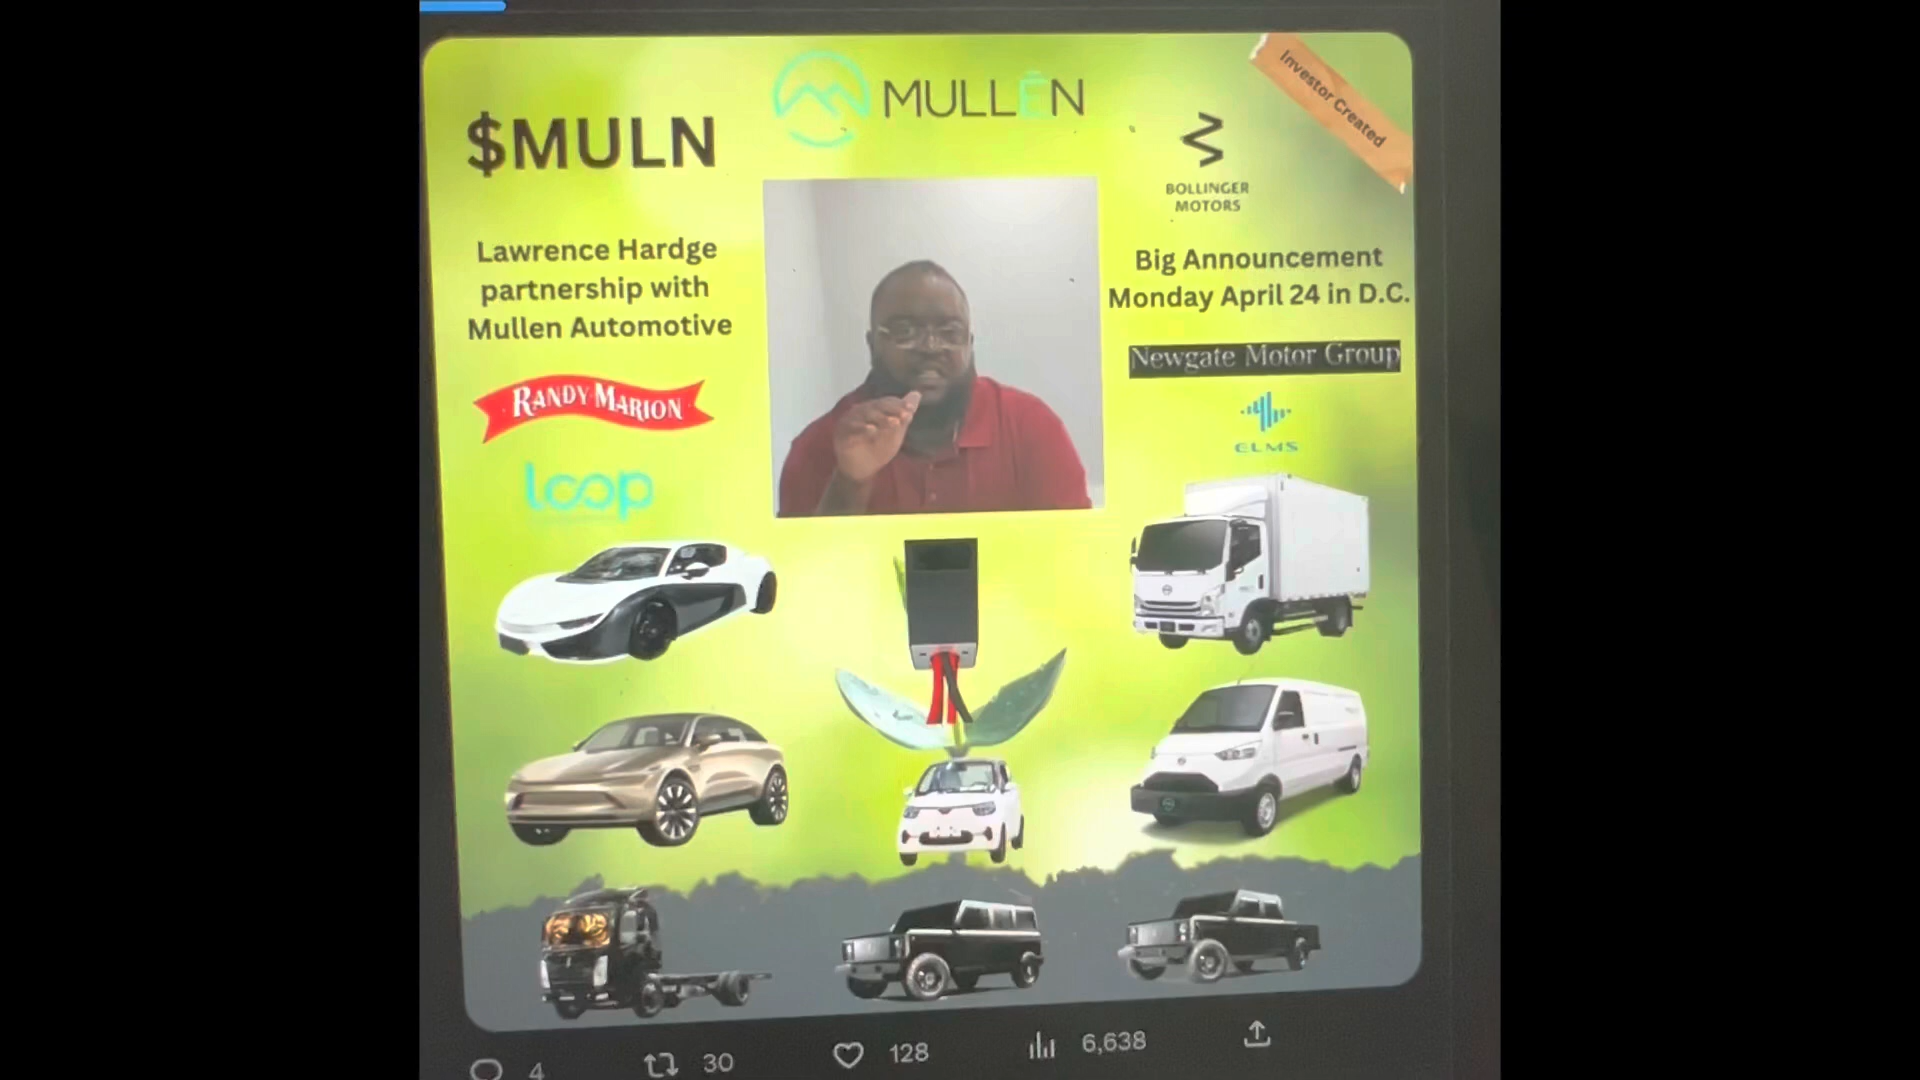 Investor Created
MULLEN
$MULN
BOLLINGER
MOTORS
Lawrence Hardge
partnership with
Mullen Automotive
Big Announcement
Monday April 24 in D.C.
Newgate Motor Group
RANDY MARION
ELMS
loop
4
30
128
6,638